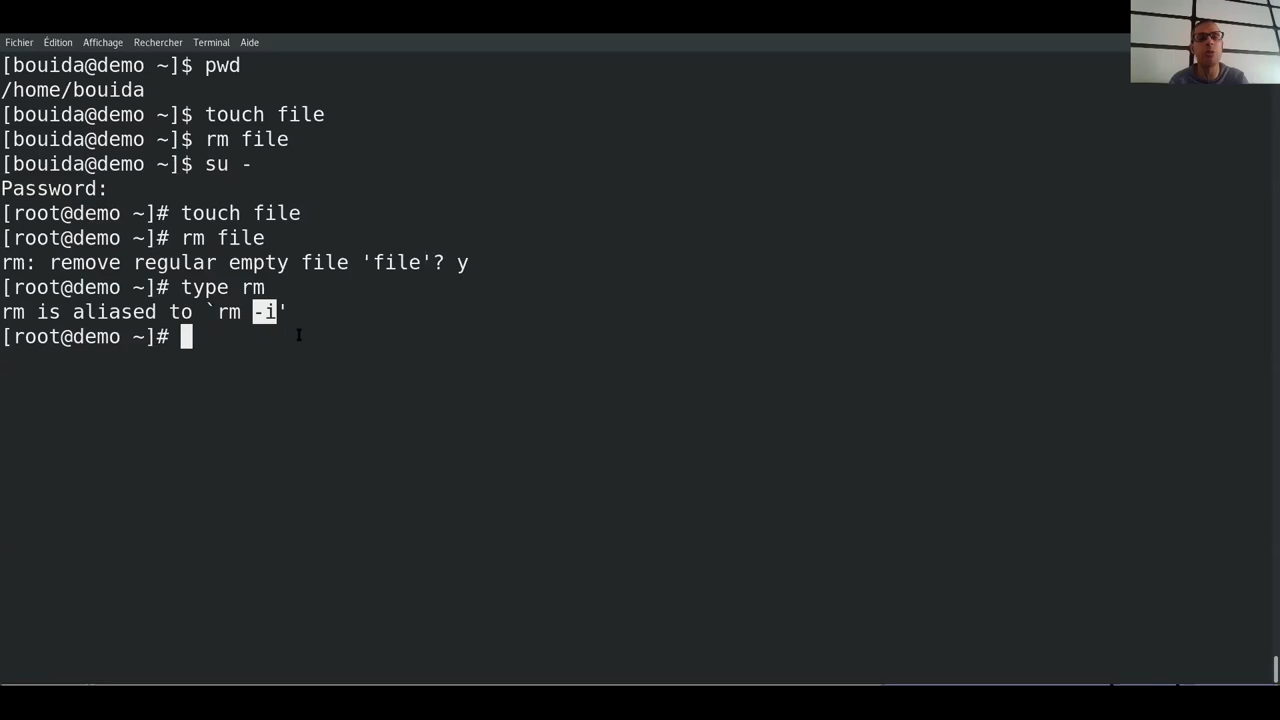 Fichier Édition Affichage Rechercher Terminal Aide
[bouida@demo ~]$ pwd
/home/bouida
[bouida@demo ~]$ touch file
[bouida@demo ~]$ rm file
[bouida@demo ~]$ su -
Password:
[root@demo ~]# touch file
[root@demo ~]# rm file
rm: remove regular empty file 'file'? y
[root@demo ~]# type rm
rm is aliased to `rm -i'
[root@demo ~]#